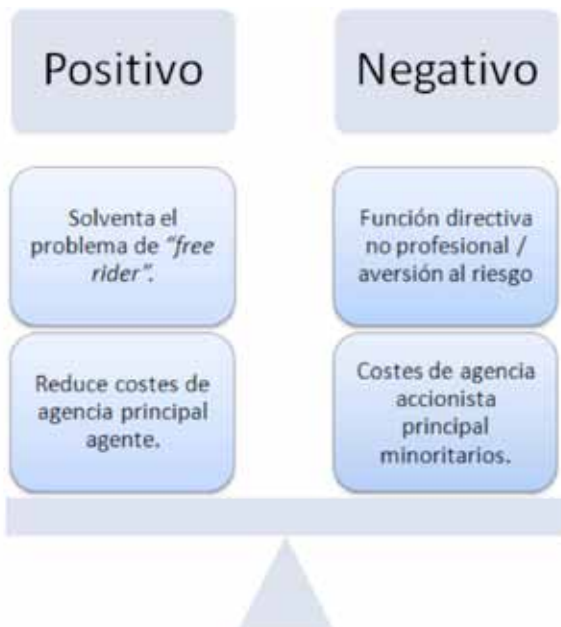 Positivo
Negativo
Solventa el
problema de "free
rider".
Función directiva
no profesional /
aversión al riesgo
Reduce costes de
agencia principal
agente.
Costes de agencia
accionista
principal
minoritarios.